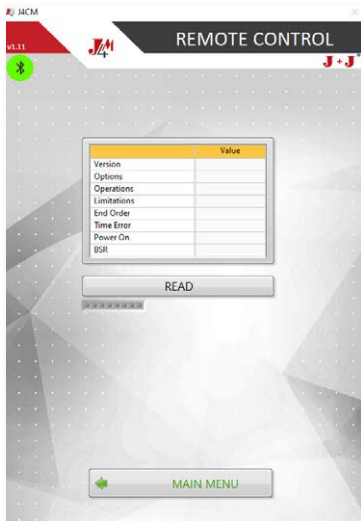 J4CM
v1.11
J4M
REMOTE CONTROL
J+J
Value
Version
Options
Operations
Limitations
End Order
Time Error
Power On
BSR
READ
MAIN MENU